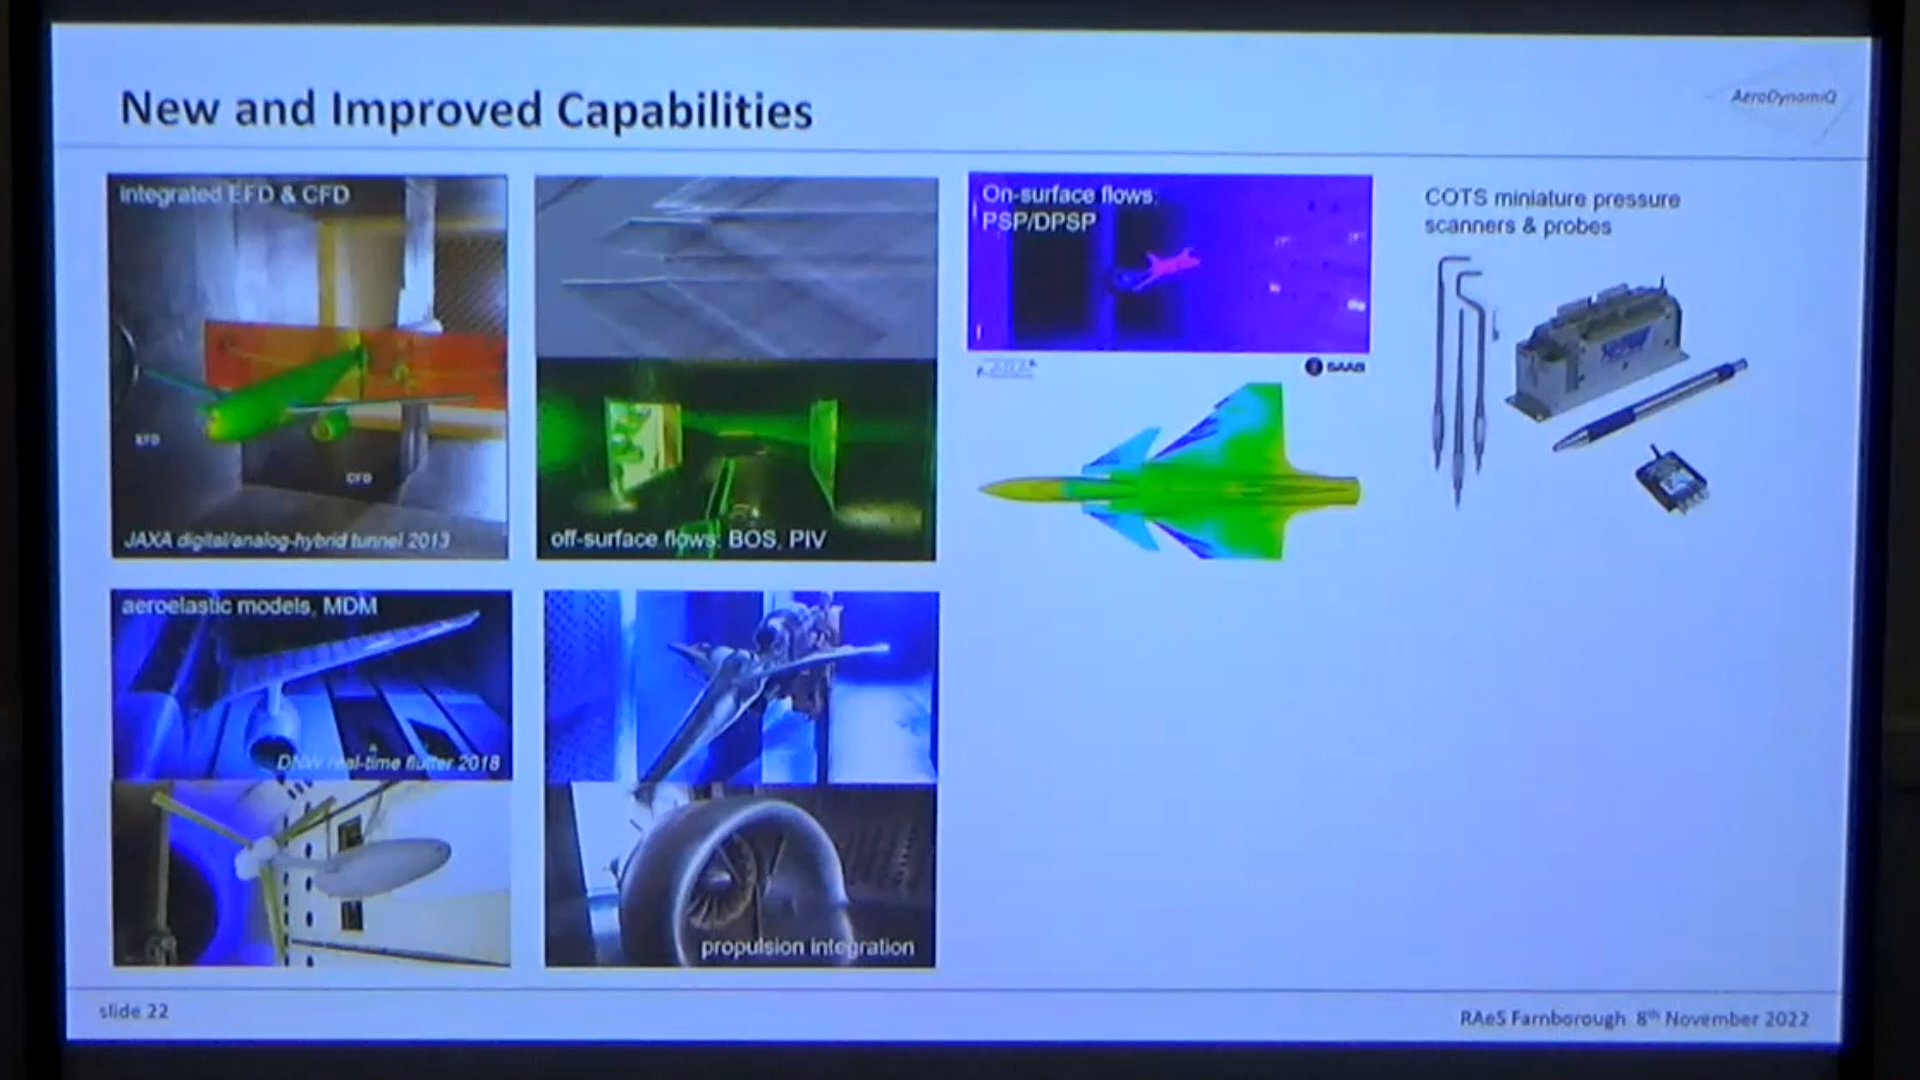 New and Improved Capabilities
AeroDynamiQ
integrated EFD & CFD
EFD
CFD
JAXA digital/analog-hybrid tunnel 2013
off-surface flows: BOS, PIV
On-surface flows:
PSP/DPSP
SAAB
COTS miniature pressure
scanners & probes
aeroelastic models, MDM
DNW real-time flutter 2018
propulsion integration
slide 22
RAeS Farnborough 8th November 2022